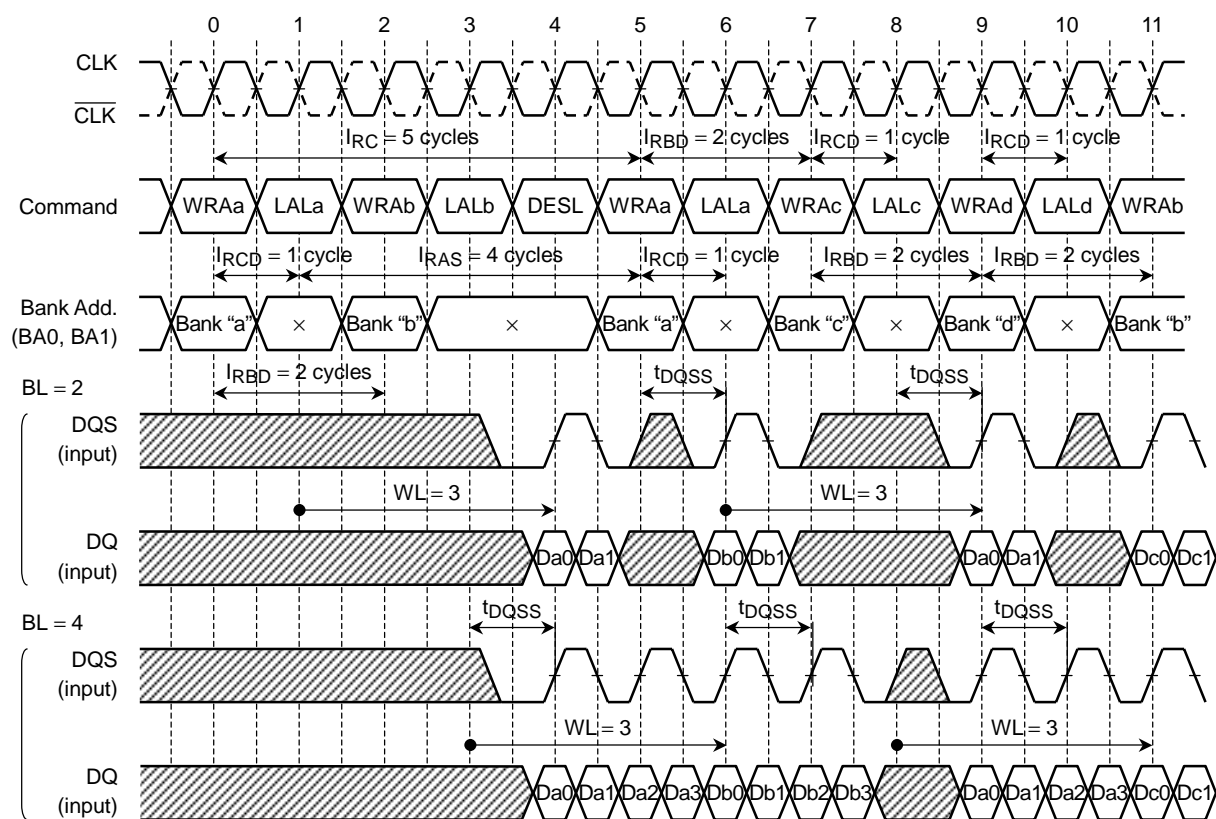 0 1 2 3 4 5 6 7 8 9 10 11
CLK
CLK
IRC = 5 cycles IRBD = 2 cycles IRCD = 1 cycle IRCD = 1 cycle
Command WRAa LALa WRAb LALb DESL WRAa LALa WRAc LALc WRAd LALd WRAb
IRCD = 1 cycle IRAS = 4 cycles IRCD = 1 cycle IRBD = 2 cycles IRBD = 2 cycles
Bank Add.
(BA0, BA1)
Bank “a” × Bank “b” × Bank “a” × Bank “c” × Bank “d” × Bank “b”
IRBD = 2 cycles tDQSS tDQSS
BL = 2
DQS
(input)
WL = 3 WL = 3
DQ
(input)
Da0 Da1 Db0 Db1 Da0 Da1 Dc0 Dc1
BL = 4
tDQSS tDQSS tDQSS
DQS
(input)
WL = 3 WL = 3
DQ
(input)
Da0 Da1 Da2 Da3 Db0 Db1 Db2 Db3 Da0 Da1 Da2 Da3 Dc0 Dc1